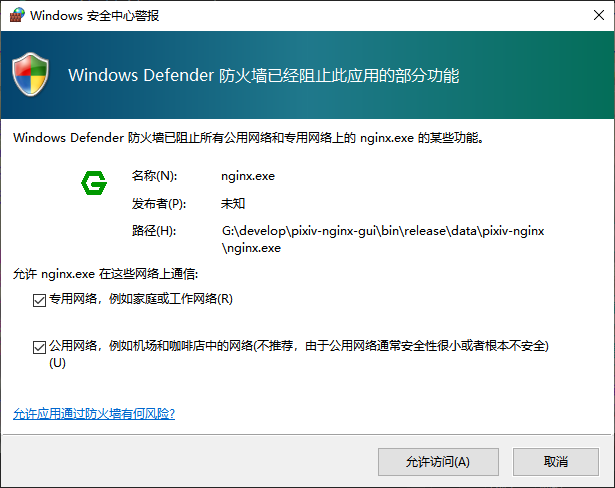 Windows 安全中心警报
Windows Defender 防火墙已经阻止此应用的部分功能
Windows Defender 防火墙已阻止所有公用网络和专用网络上的 nginx.exe 的某些功能。
名称(N): nginx.exe
发布者(P): 未知
路径(H): G:\develop\pixiv-nginx-gui\bin\release\data\pixiv-nginx
\nginx.exe
允许 nginx.exe 在这些网络上通信:
专用网络，例如家庭或工作网络(R)
公用网络，例如机场和咖啡店中的网络(不推荐，由于公用网络通常安全性很小或者根本不安全)
(U)
允许应用通过防火墙有何风险?
允许访问(A) 取消